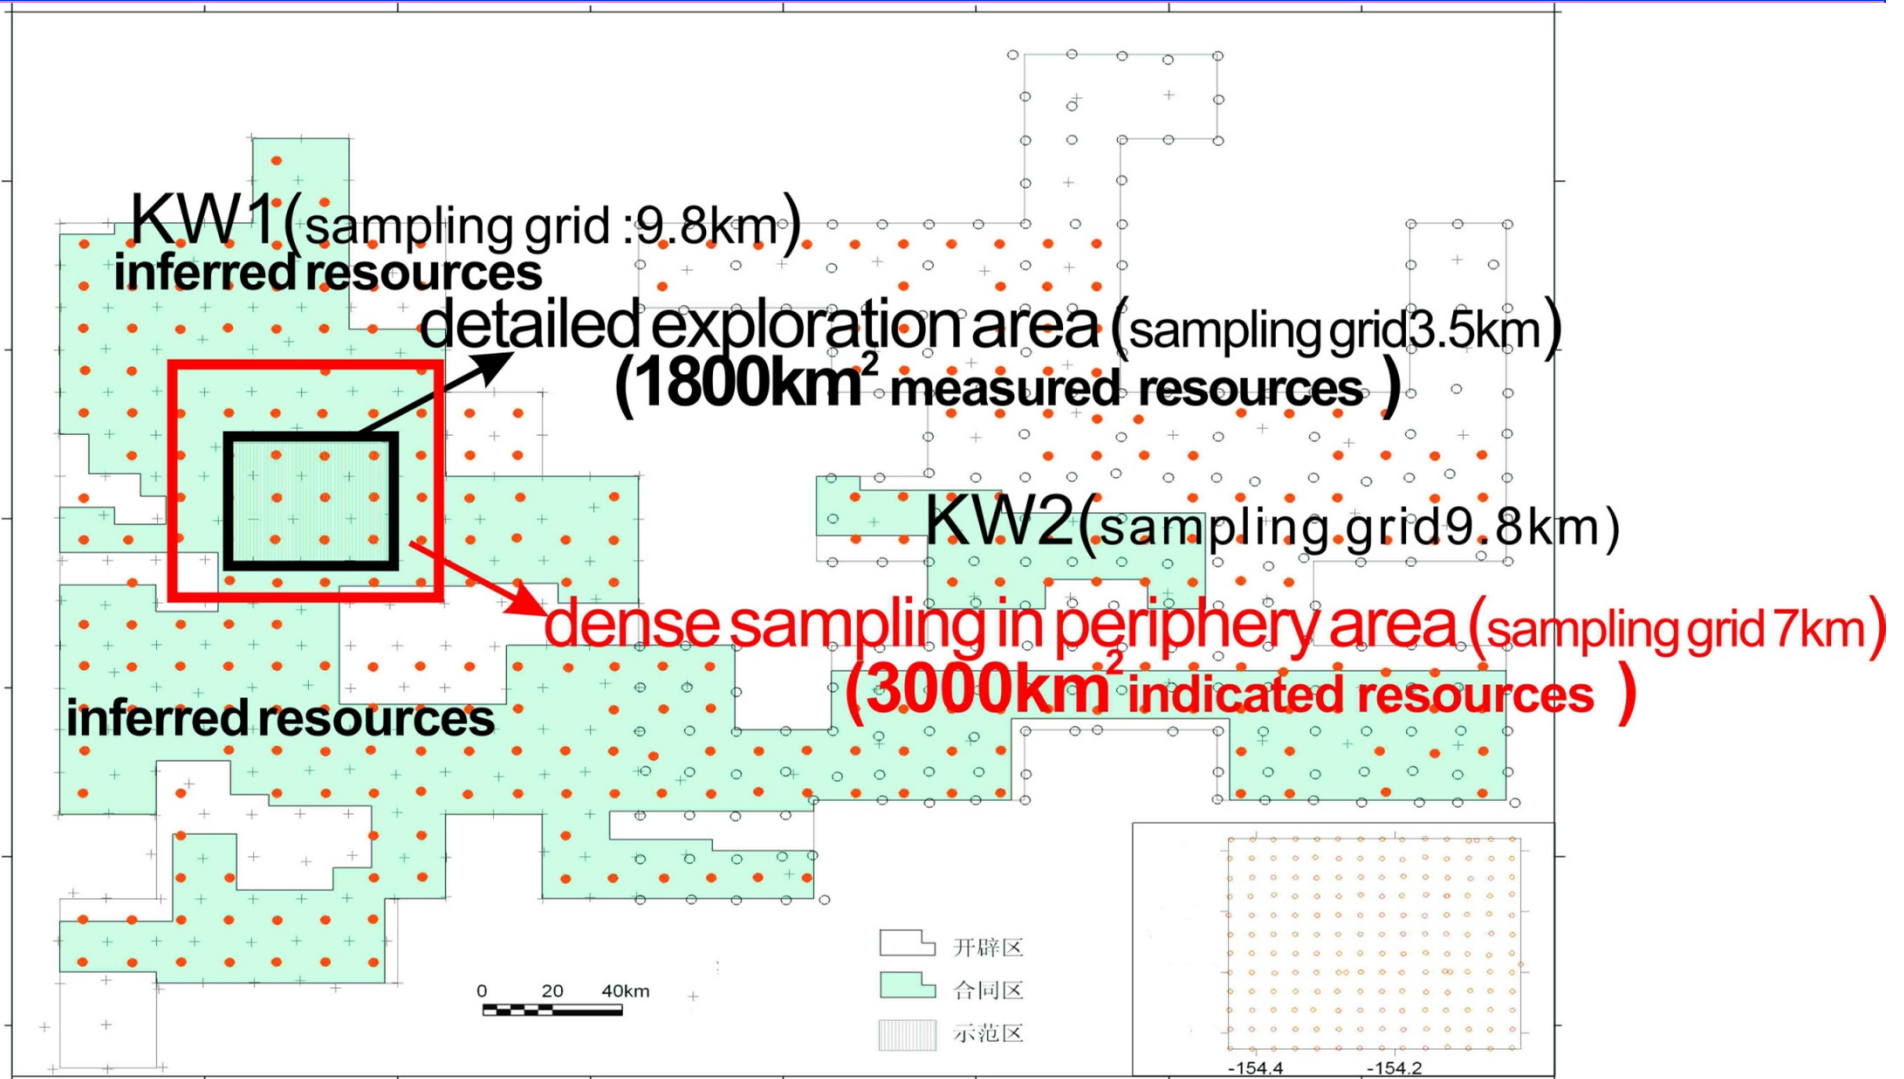 KW1(sampling grid :9.8km)
inferred resources
detailed exploration area (sampling grid3.5km)
(1800km² measured resources )
KW2(sampling grid9.8km)
dense sampling in periphery area (sampling grid 7km)
(3000km² indicated resources )
inferred resources
开辟区
合同区
示范区
0 20 40km
-154.4 -154.2